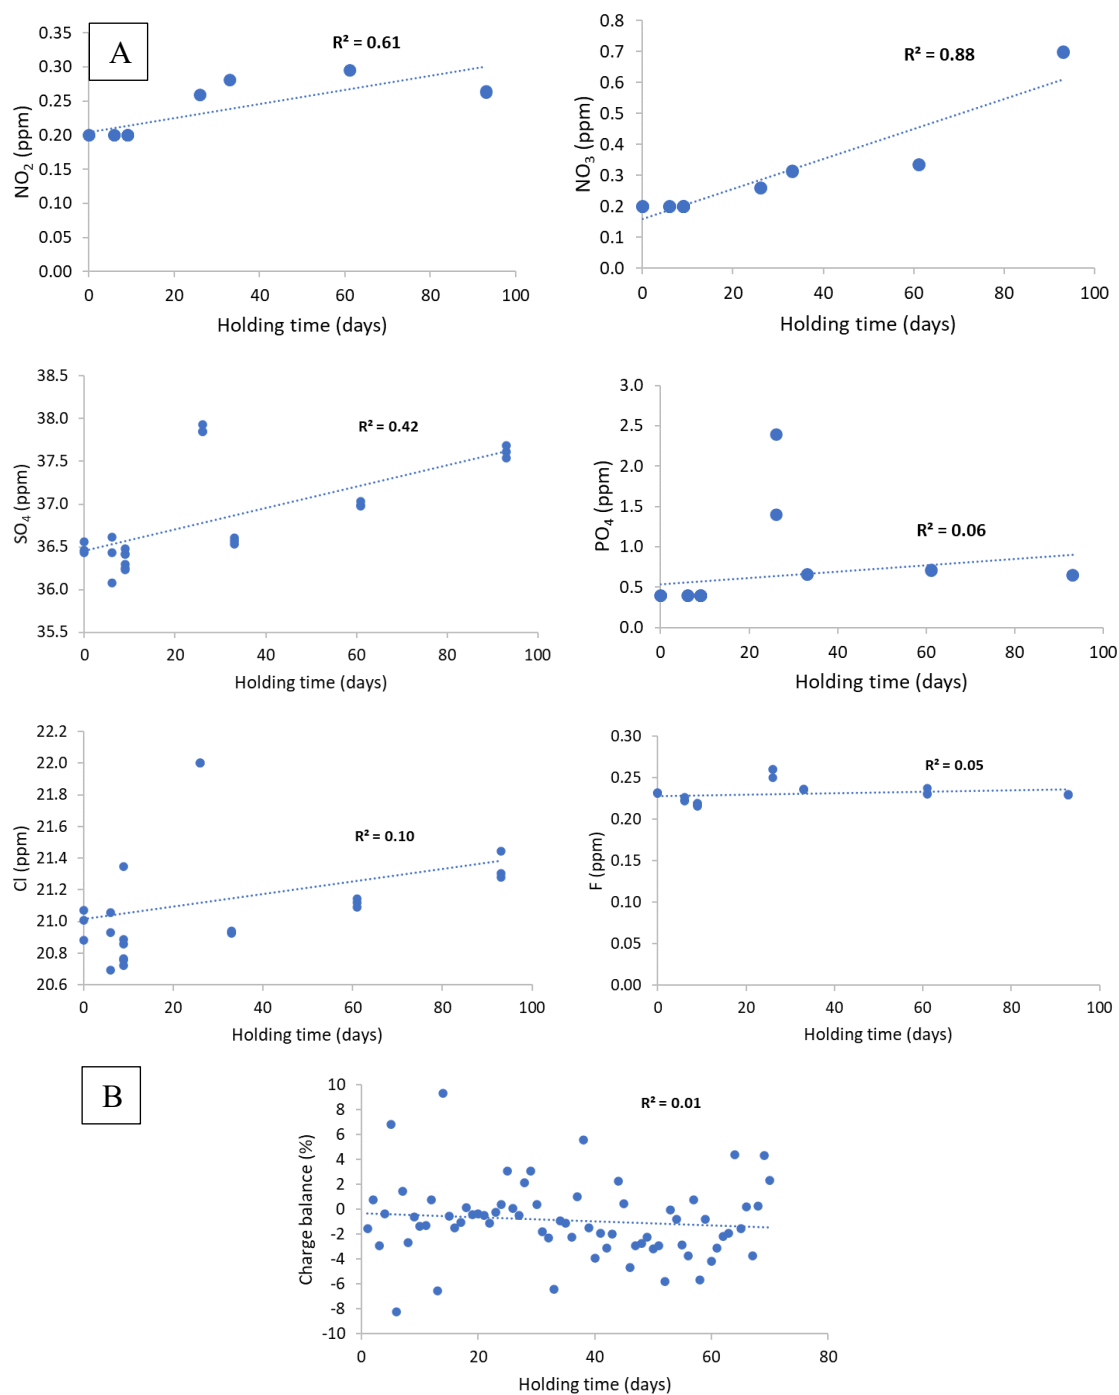 A
R² = 0.61
NO₂ (ppm)
0.35
0.30
0.25
0.20
0.15
0.10
0.05
0.00
0 20 40 60 80 100
Holding time (days)
R² = 0.88
NO₃ (ppm)
0.8
0.7
0.6
0.5
0.4
0.3
0.2
0.1
0.0
0 20 40 60 80 100
Holding time (days)
R² = 0.42
SO₄ (ppm)
38.5
38.0
37.5
37.0
36.5
36.0
35.5
0 20 40 60 80 100
Holding time (days)
R² = 0.06
PO₄ (ppm)
3.0
2.5
2.0
1.5
1.0
0.5
0.0
0 20 40 60 80 100
Holding time (days)
R² = 0.10
Cl (ppm)
22.2
22.0
21.8
21.6
21.4
21.2
21.0
20.8
20.6
0 20 40 60 80 100
Holding time (days)
R² = 0.05
F (ppm)
0.30
0.25
0.20
0.15
0.10
0.05
0.00
0 20 40 60 80 100
Holding time (days)
B
R² = 0.01
Charge balance (%)
10
8
6
4
2
0
-2
-4
-6
-8
-10
0 20 40 60 80
Holding time (days)